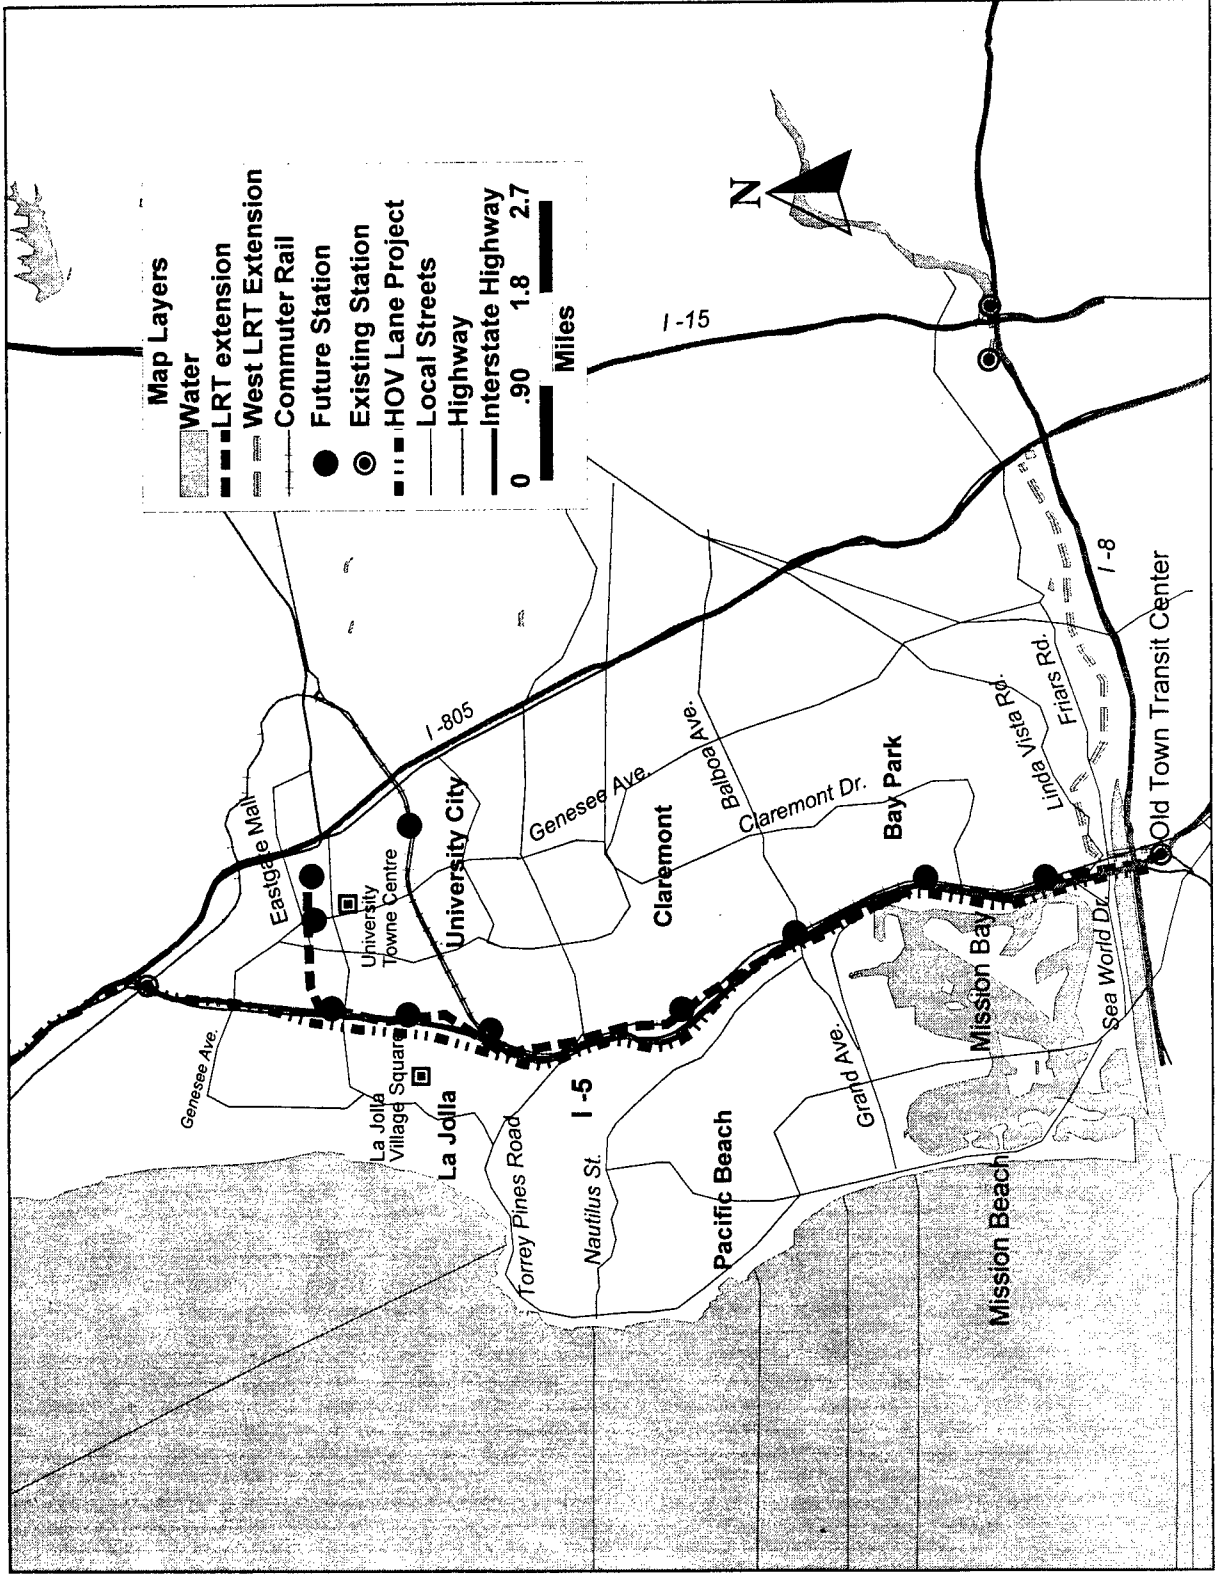 Map Layers
Water
LRT extension
West LRT Extension
Commuter Rail
Future Station
Existing Station
HOV Lane Project
Local Streets
Highway
Interstate Highway
0 .90 1.8 2.7
Miles
N
I -15
I -805
I -8
I -5
Eastgate Mall
Genesee Ave.
University
Towne Centre
University City
La Jolla
Village Square
La Jolla
Torrey Pines Road
Nautilus St.
Genesee Ave.
Claremont
Balboa Ave.
Claremont Dr.
Bay Park
Pacific Beach
Grand Ave.
Mission Bay
Mission Beach
Sea World Dr.
Linda Vista Rd.
Friars Rd.
Old Town Transit Center